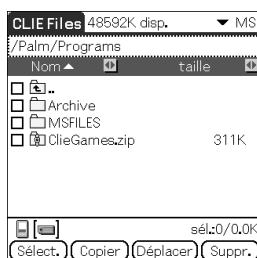 CLIE Files 48592K disp. MS
/Palm/Programs
Nom taille
..
Archive
MSFILES
ClieGames.zip 311K
sél.:0/0.0K
Sélect. Copier Déplacer Suppr.